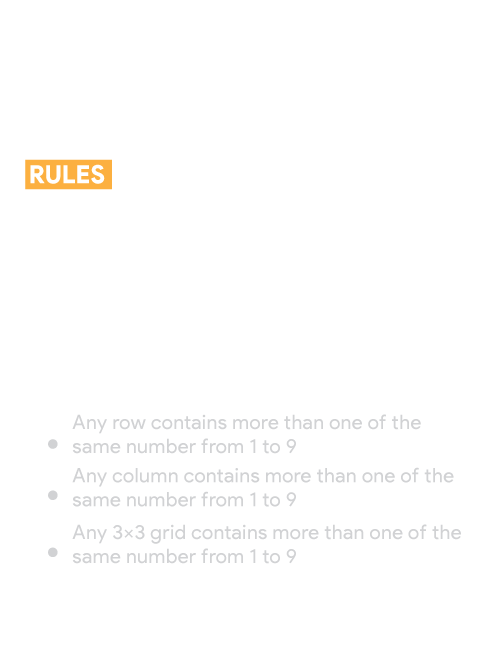 RULES
Any row contains more than one of the
same number from 1 to 9
Any column contains more than one of the
same number from 1 to 9
Any 3×3 grid contains more than one of the
same number from 1 to 9